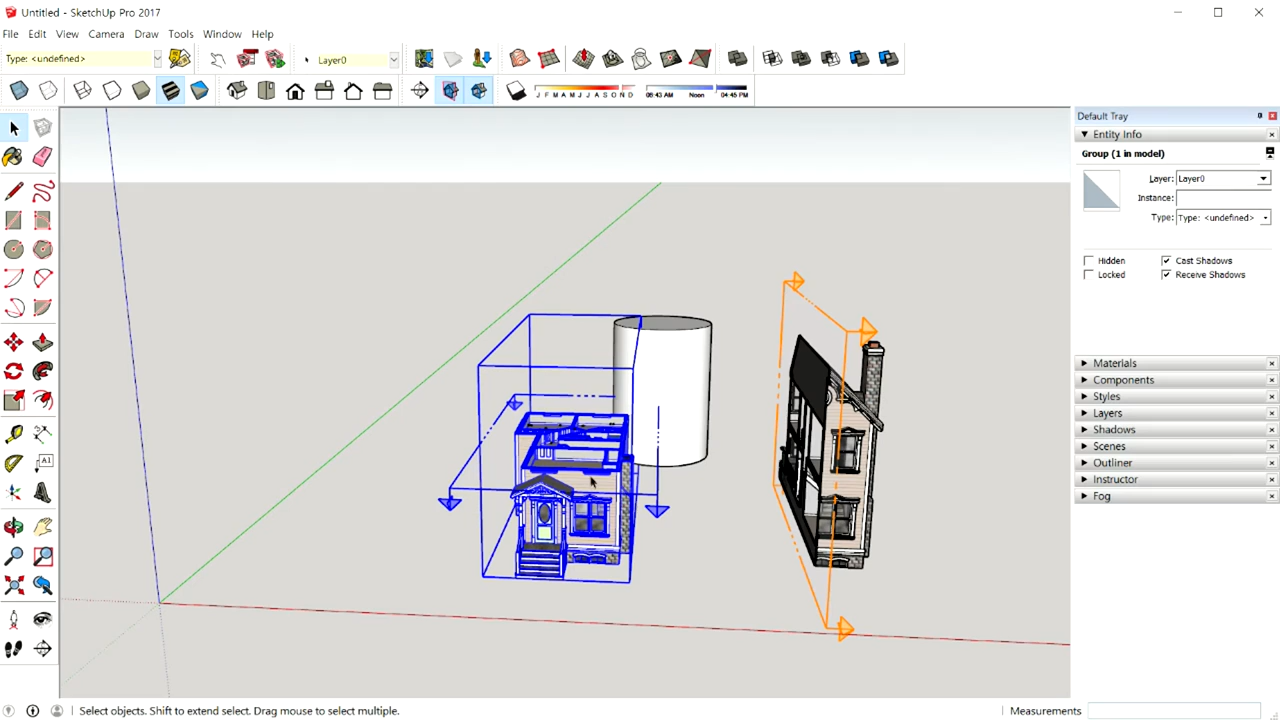 Untitled - SketchUp Pro 2017
File Edit View Camera Draw Tools Window Help
Type: <undefined>
Layer0
J F M A M J J A S O N D
06:43 AM Noon 04:45 PM
A1
Default Tray
Entity Info
Group (1 in model)
Layer: Layer0
Instance:
Type: Type: <undefined>
Hidden
Cast Shadows
Locked
Receive Shadows
Materials
Components
Styles
Layers
Shadows
Scenes
Outliner
Instructor
Fog
Select objects. Shift to extend select. Drag mouse to select multiple.
Measurements